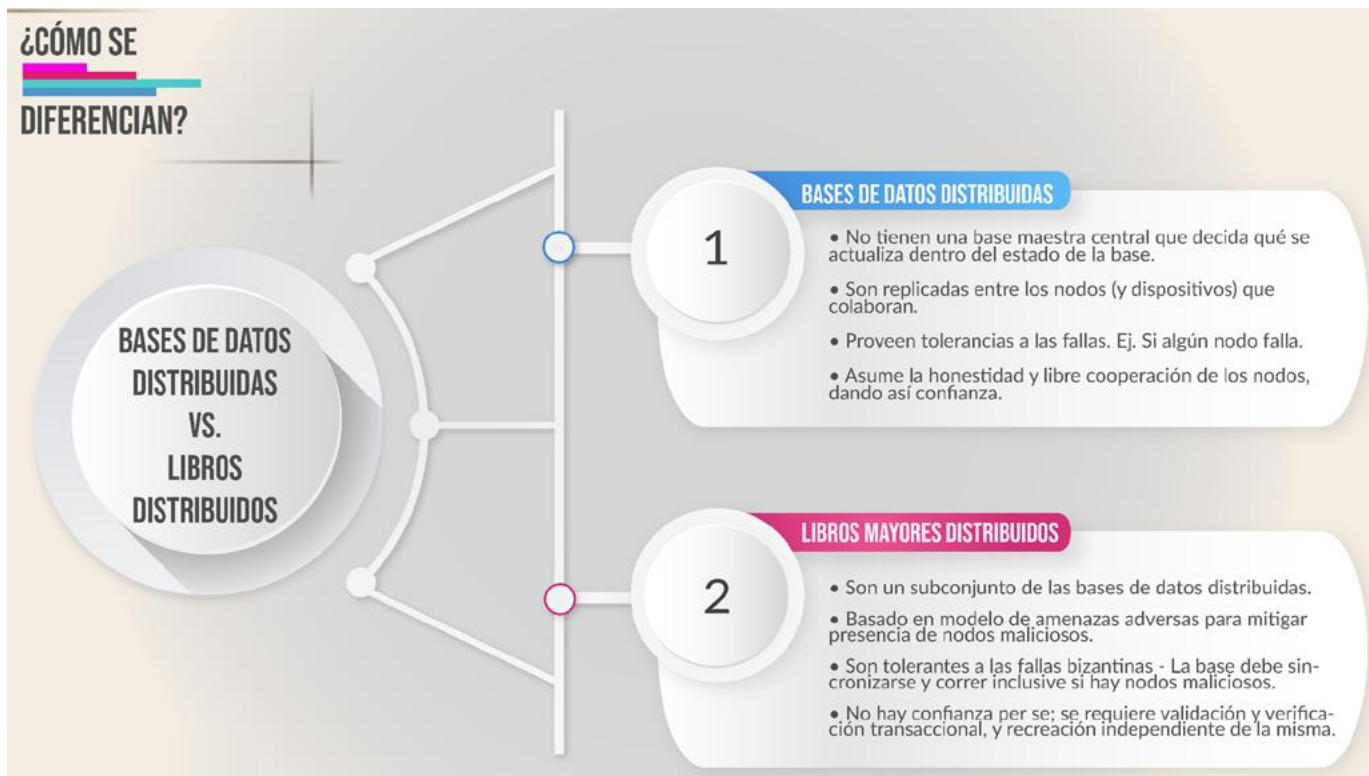 ¿CÓMO SE
DIFERENCIAN?
BASES DE DATOS
DISTRIBUIDAS
VS.
LIBROS
DISTRIBUIDOS
1
BASES DE DATOS DISTRIBUIDAS
• No tienen una base maestra central que decida qué se
actualiza dentro del estado de la base.
• Son replicadas entre los nodos (y dispositivos) que
colaboran.
• Proveen tolerancias a las fallas. Ej. Si algún nodo falla.
• Asume la honestidad y libre cooperación de los nodos,
dando así confianza.
2
LIBROS MAYORES DISTRIBUIDOS
• Son un subconjunto de las bases de datos distribuidas.
• Basado en modelo de amenazas adversas para mitigar
presencia de nodos maliciosos.
• Son tolerantes a las fallas bizantinas - La base debe sin-
cronizarse y correr inclusive si hay nodos maliciosos.
• No hay confianza per se; se requiere validación y verifica-
ción transaccional, y recreación independiente de la misma.